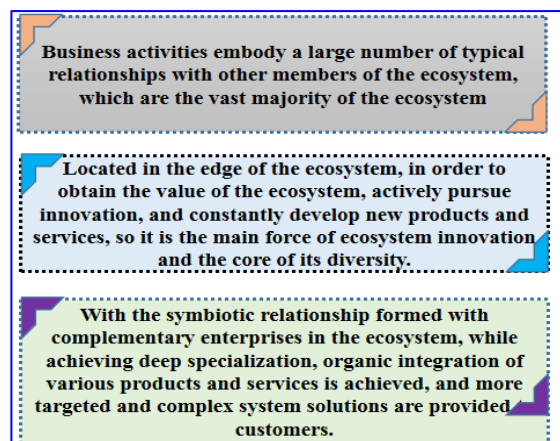 Business activities embody a large number of typical
relationships with other members of the ecosystem,
which are the vast majority of the ecosystem
Located in the edge of the ecosystem, in order to
obtain the value of the ecosystem, actively pursue
innovation, and constantly develop new products and
services, so it is the main force of ecosystem innovation
and the core of its diversity.
With the symbiotic relationship formed with
complementary enterprises in the ecosystem, while
achieving deep specialization, organic integration of
various products and services is achieved, and more
targeted and complex system solutions are provided
customers.